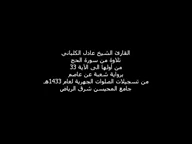 القارئ الشيخ عادل الكلباني
تلاوة من سورة الحج
من أولها الى الآية 33
برواية شعبة عن عاصم
من تسجيلات الصلوات الجهرية لعام 1433هـ
جامع المحيسن شرق الرياض